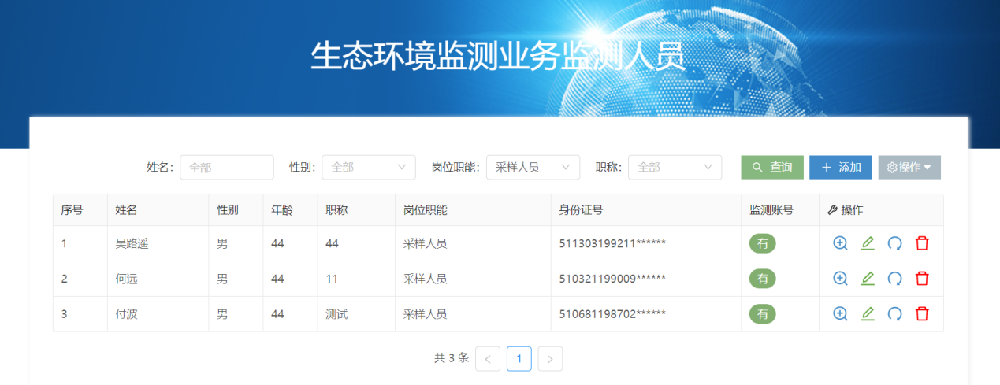 生态环境监测业务监测人员
姓名: 全部 性别: 全部 岗位职能: 采样人员 职称: 全部 查询 添加 操作
序号 姓名 性别 年龄 职称 岗位职能 身份证号 监测账号 操作
1 吴路遥 男 44 44 采样人员 511303199211****** 有
2 何远 男 44 11 采样人员 510321199009****** 有
3 付波 男 44 测试 采样人员 510681198702****** 有
共 3 条 < 1 >